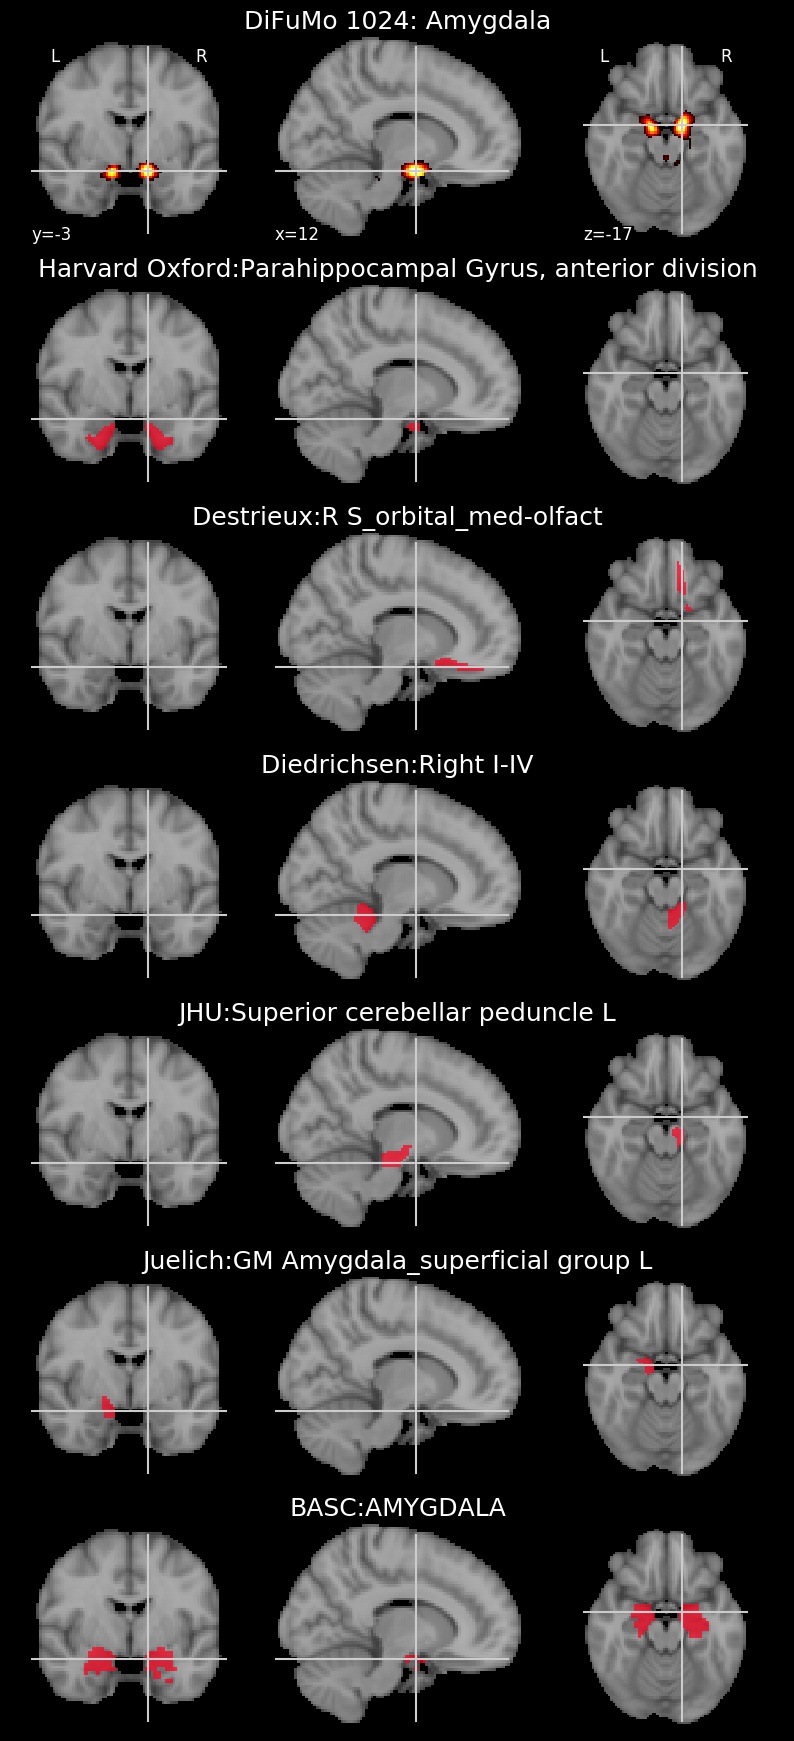 DiFuMo 1024: Amygdala
L R L R
y=-3 x=12 z=-17
Harvard Oxford:Parahippocampal Gyrus, anterior division
Destrieux:R S_orbital_med-olfact
Diedrichsen:Right I-IV
JHU:Superior cerebellar peduncle L
Juelich:GM Amygdala_superficial group L
BASC:AMYGDALA